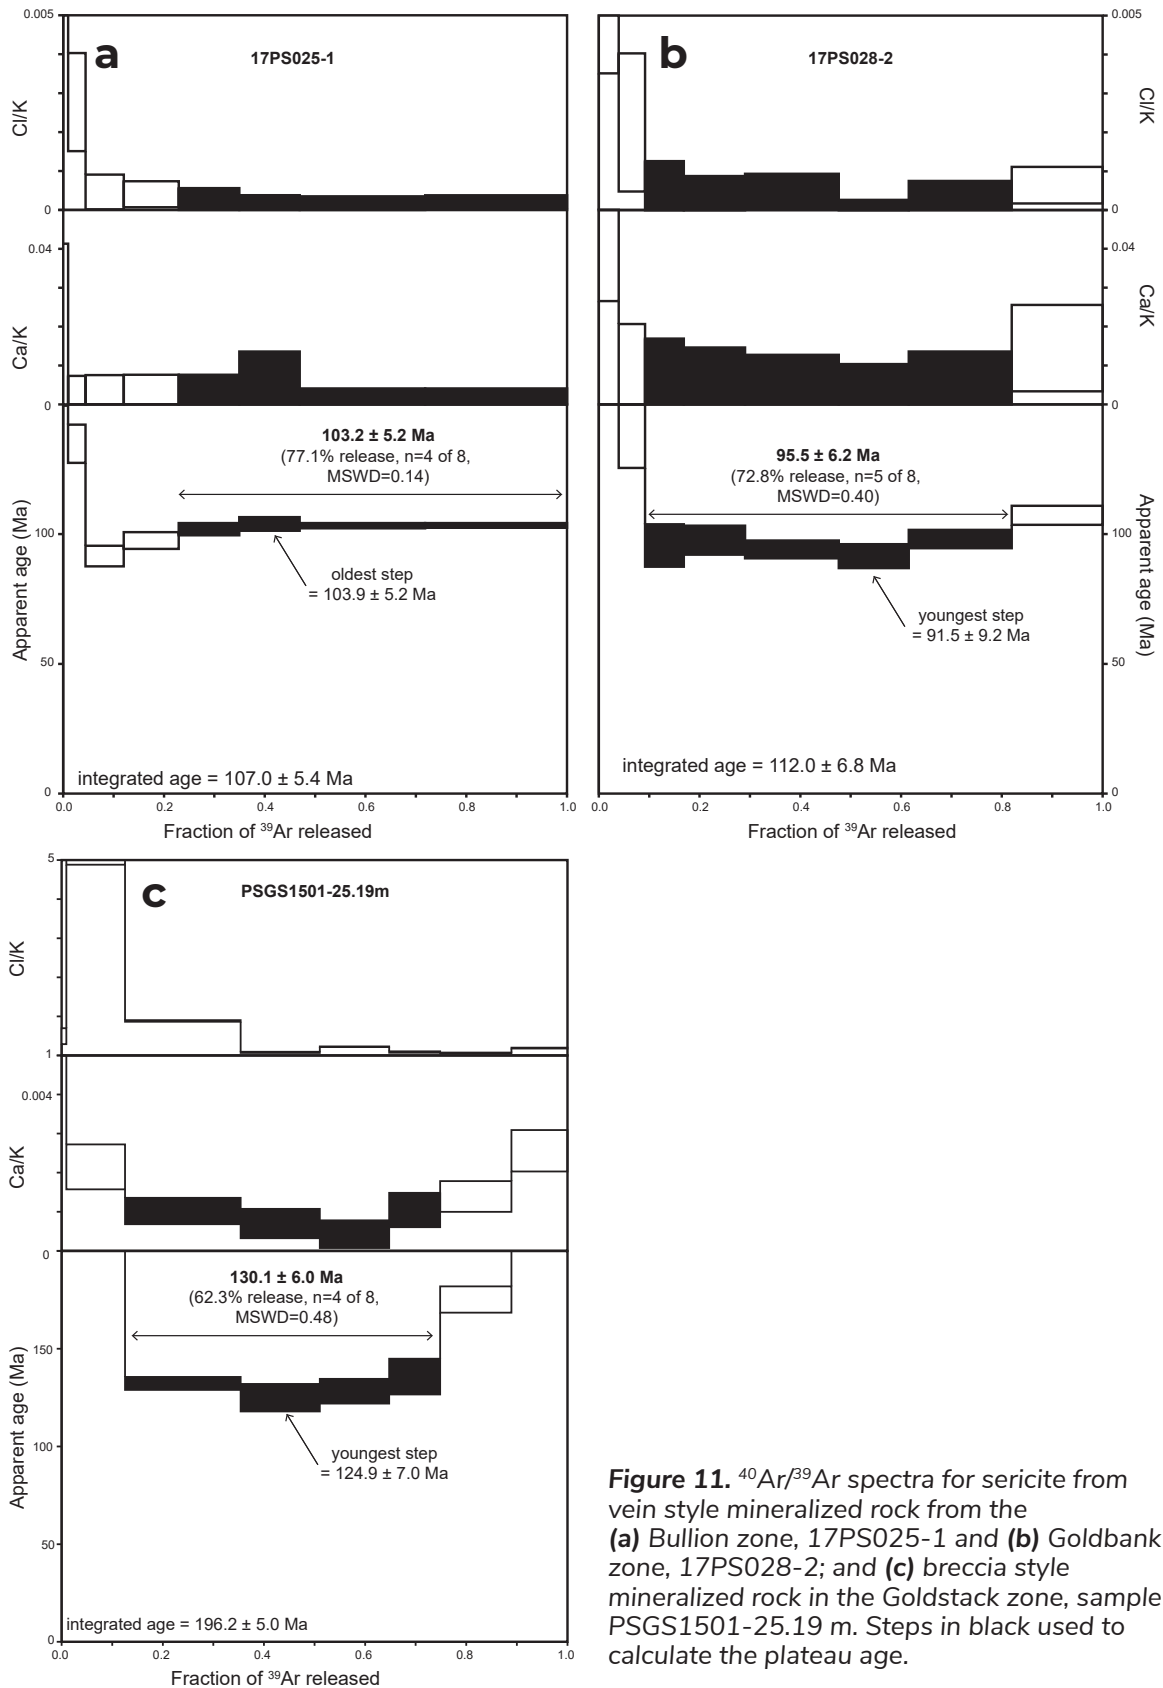 a
17PS025-1
0.005
Cl/K
0
0.04
Ca/K
0
103.2 ± 5.2 Ma
(77.1% release, n=4 of 8,
MSWD=0.14)
100
Apparent age (Ma)
oldest step
= 103.9 ± 5.2 Ma
50
integrated age = 107.0 ± 5.4 Ma
0
0.0 0.2 0.4 0.6 0.8 1.0
Fraction of ³⁹Ar released
b
17PS028-2
0.005
Cl/K
0
0.04
Ca/K
0
95.5 ± 6.2 Ma
(72.8% release, n=5 of 8,
MSWD=0.40)
100
Apparent age (Ma)
youngest step
= 91.5 ± 9.2 Ma
50
integrated age = 112.0 ± 6.8 Ma
0
0.0 0.2 0.4 0.6 0.8 1.0
Fraction of ³⁹Ar released
c
PSGS1501-25.19m
5
Cl/K
1
0.004
Ca/K
0
130.1 ± 6.0 Ma
(62.3% release, n=4 of 8,
MSWD=0.48)
150
Apparent age (Ma)
100
youngest step
= 124.9 ± 7.0 Ma
50
integrated age = 196.2 ± 5.0 Ma
0
0.0 0.2 0.4 0.6 0.8 1.0
Fraction of ³⁹Ar released
Figure 11. ⁴⁰Ar/³⁹Ar spectra for sericite from
vein style mineralized rock from the
(a) Bullion zone, 17PS025-1 and (b) Goldbank
zone, 17PS028-2; and (c) breccia style
mineralized rock in the Goldstack zone, sample
PSGS1501-25.19 m. Steps in black used to
calculate the plateau age.